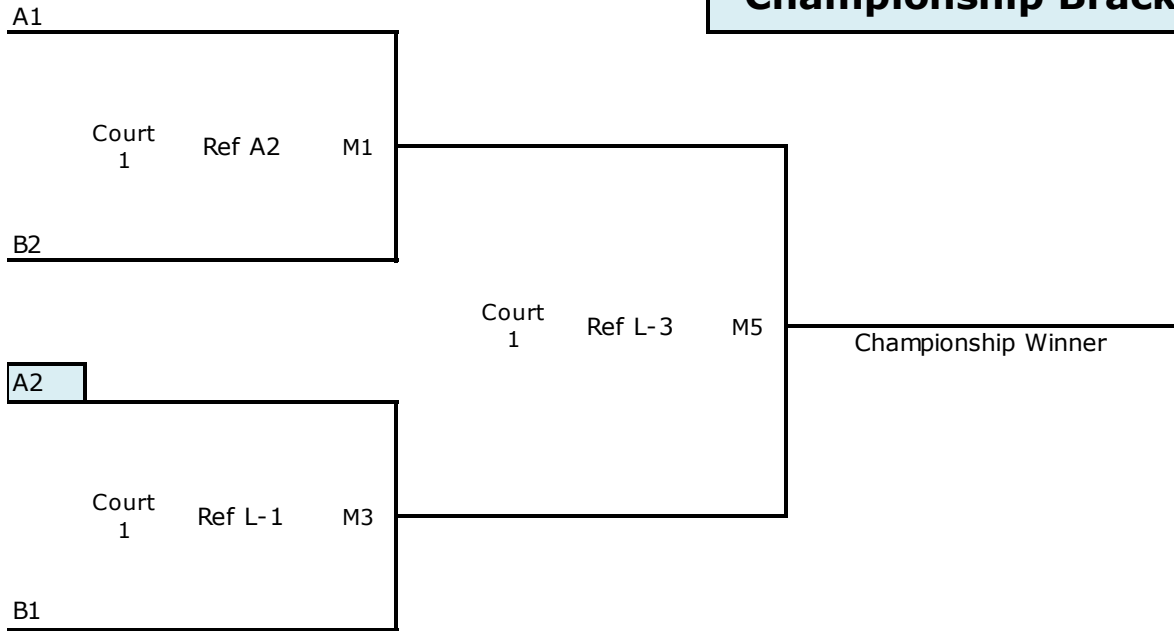 A1
Championship Brack
Court
1
Ref A2
M1
B2
Court
1
Ref L-3
M5
Championship Winner
A2
Court
1
Ref L-1
M3
B1